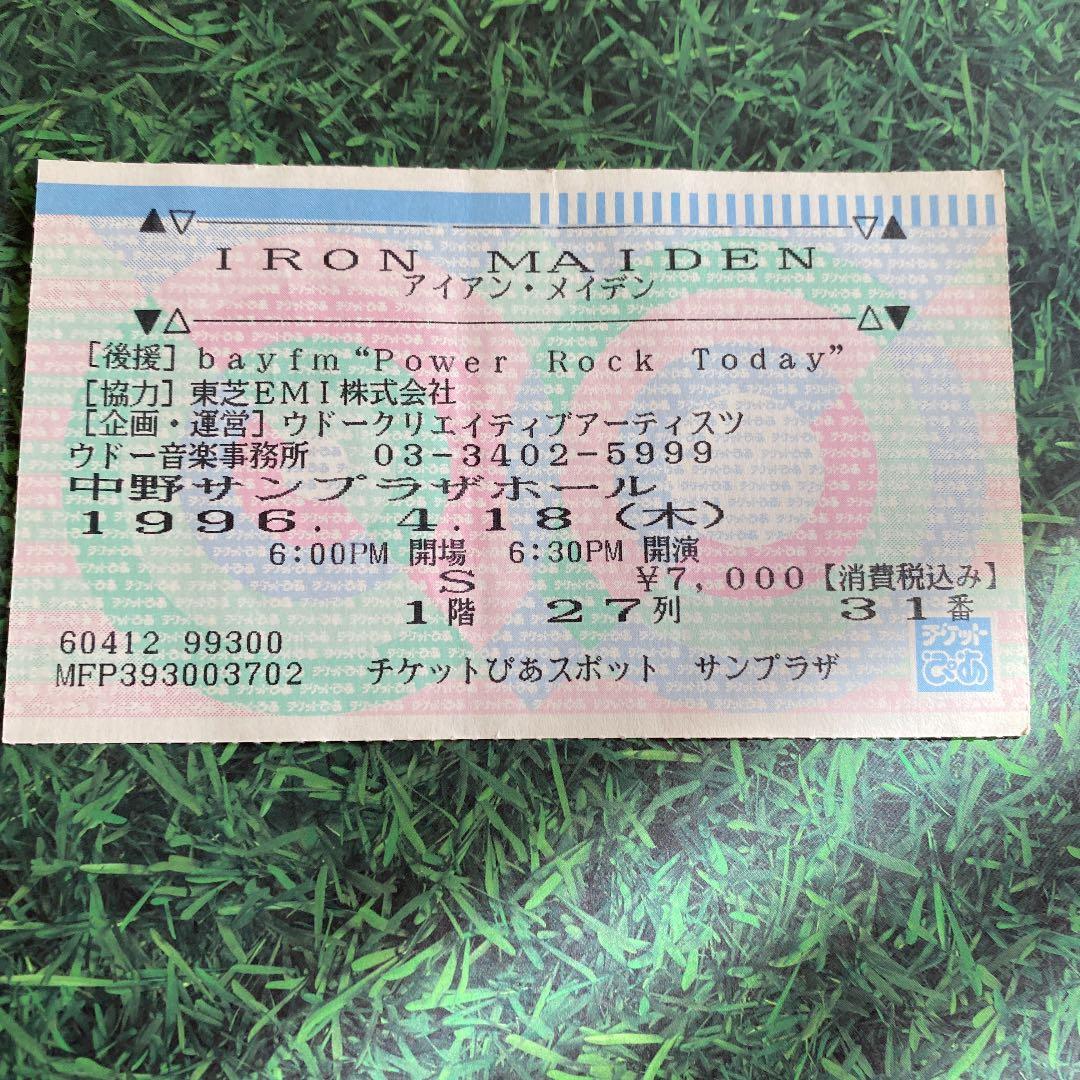 ▲▽ ▽▲
IRON MAIDEN
アイアン・メイデン
▼△ △▼
[後援] bayfm “Power Rock Today”
[協力] 東芝EMI株式会社
[企画・運営] ウドークリエイティブアーティスツ
ウドー音楽事務所 03-3402-5999
中野サンプラザホール
1996. 4.18 (木)
6:00PM 開場 6:30PM 開演
S ¥7,000【消費税込み】
1階 27列 31番
60412 99300
MFP393003702 チケットぴあスポット サンプラザ
チケット
ぴあ